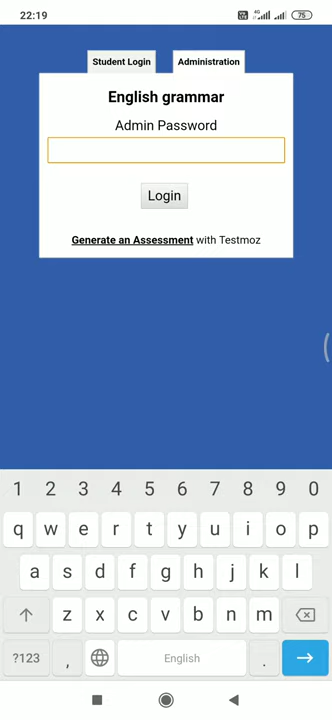 22:19
4G
75
Student Login
Administration
English grammar
Admin Password
Login
Generate an Assessment with Testmoz
1 2 3 4 5 6 7 8 9 0
q w e r t y u i o p
a s d f g h j k l
z x c v b n m
?123 , English .